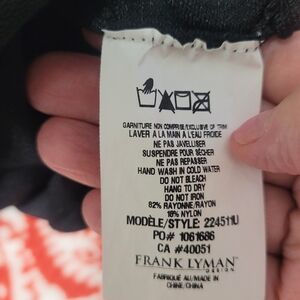 GARNITURE NON COMPRISE/EXCLUSIVE OF TRIM
LAVER À LA MAIN À L'EAU FROIDE
NE PAS JAVELLISER
SUSPENDRE POUR SÉCHER
NE PAS REPASSER
HAND WASH IN COLD WATER
DO NOT BLEACH
HANG TO DRY
DO NOT IRON
82% RAYONNE/RAYON
18% NYLON
MODÈLE/STYLE: 224511U
PO# 1061686
CA #40051
FRANK LYMAN
DESIGN
FABRIQUÉ AU/MADE IN
CHINE/CHINA